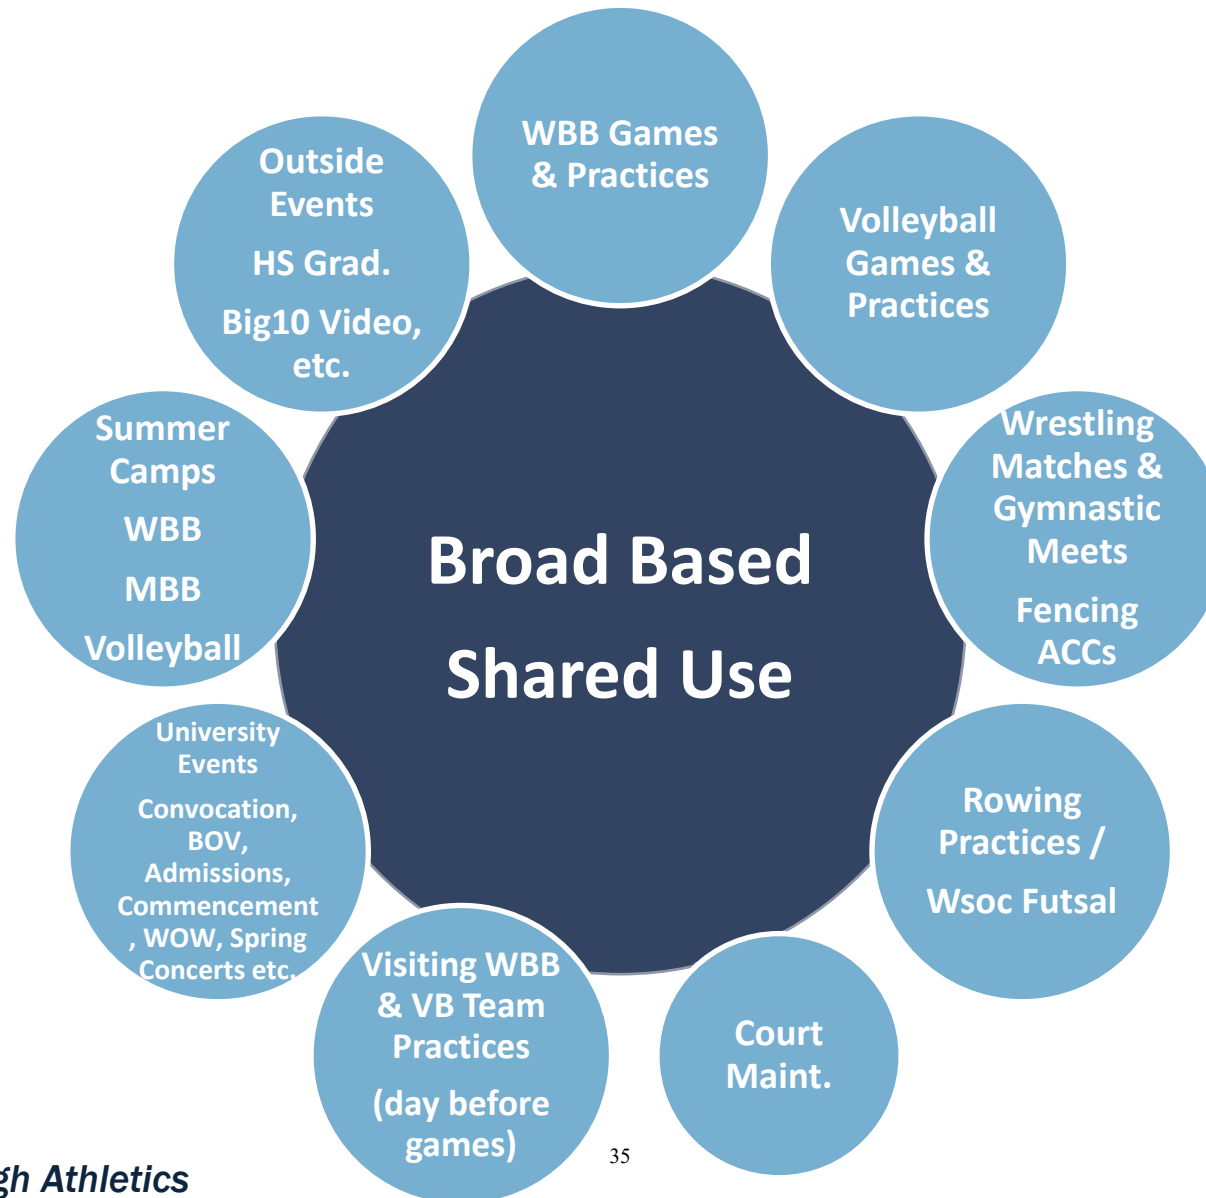 WBB Games
& Practices
Volleyball
Games &
Practices
Wrestling
Matches &
Gymnastic
Meets
Fencing
ACCs
Rowing
Practices /
Wsoc Futsal
Court
Maint.
Visiting WBB
& VB Team
Practices
(day before
games)
University
Events
Convocation,
BOV,
Admissions,
Commencement
, WOW, Spring
Concerts etc.
Summer
Camps
WBB
MBB
Volleyball
Outside
Events
HS Grad.
Big10 Video,
etc.
Broad Based
Shared Use
35
gh Athletics